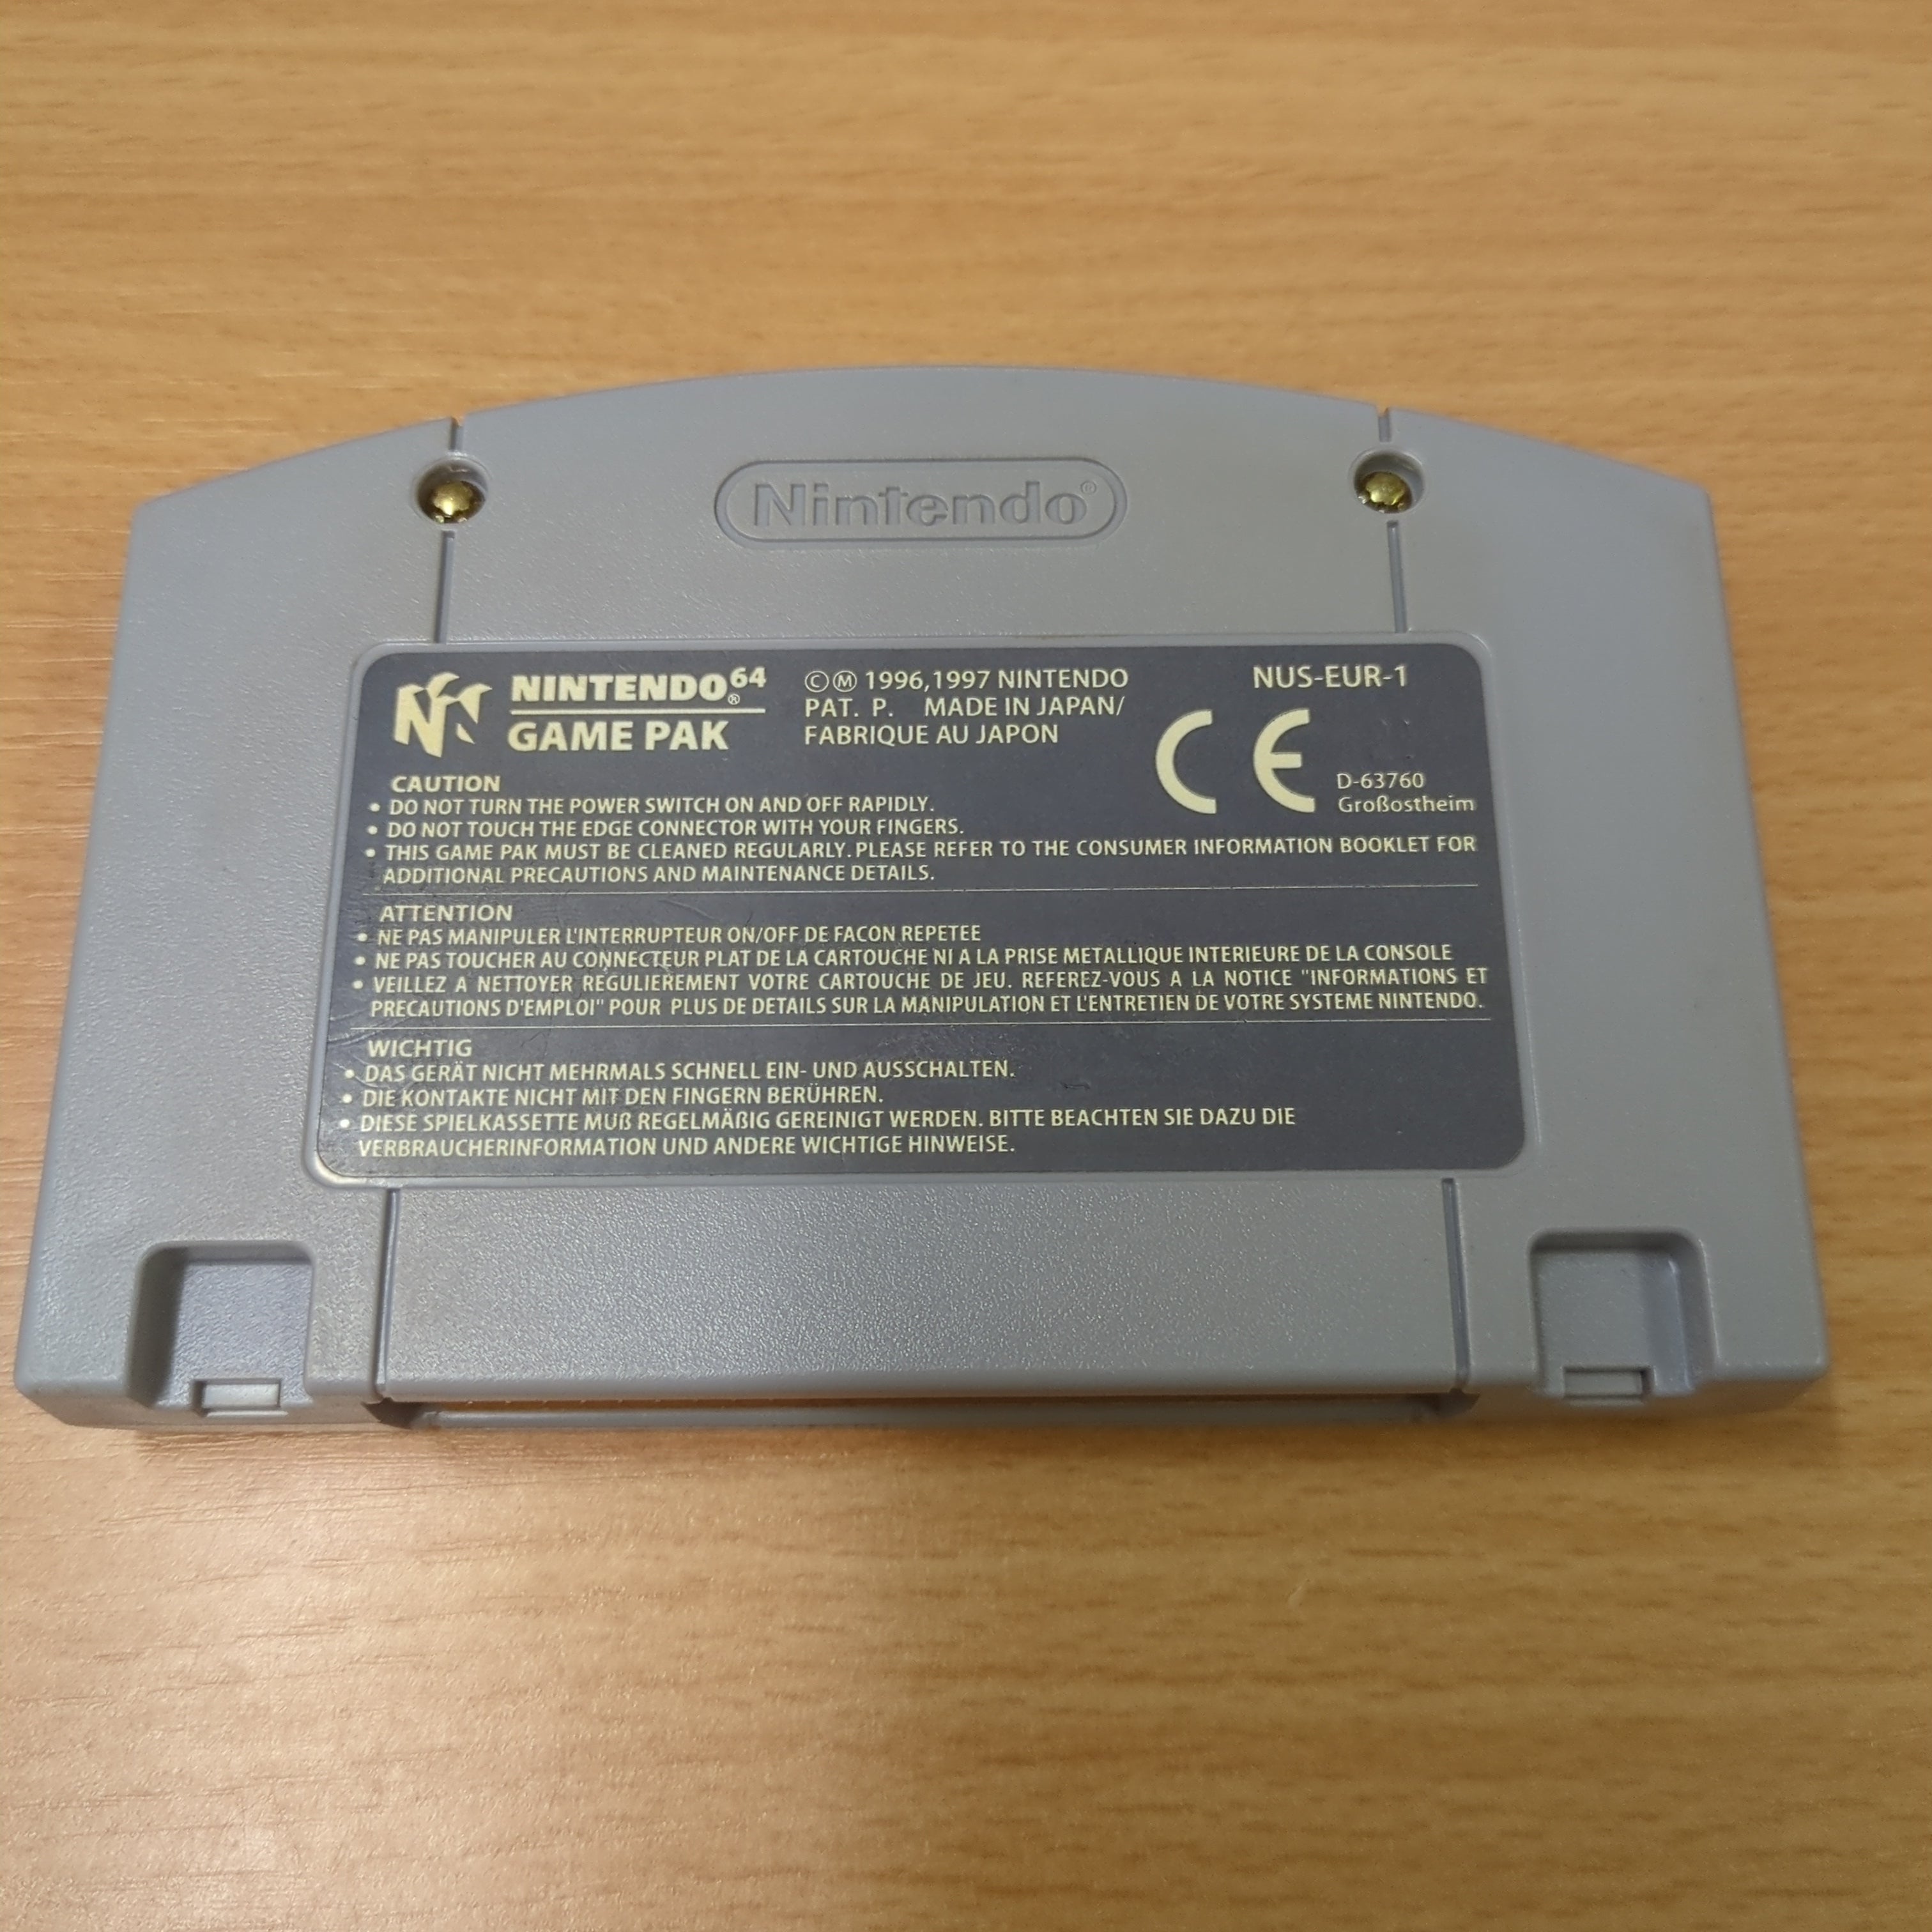 Nintendo®
NINTENDO64®
GAME PAK
ⒸⓂ 1996,1997 NINTENDO
PAT. P. MADE IN JAPAN/
FABRIQUE AU JAPON
NUS-EUR-1
CE
D-63760
Großostheim
CAUTION
• DO NOT TURN THE POWER SWITCH ON AND OFF RAPIDLY.
• DO NOT TOUCH THE EDGE CONNECTOR WITH YOUR FINGERS.
• THIS GAME PAK MUST BE CLEANED REGULARLY. PLEASE REFER TO THE CONSUMER INFORMATION BOOKLET FOR
ADDITIONAL PRECAUTIONS AND MAINTENANCE DETAILS.
ATTENTION
• NE PAS MANIPULER L'INTERRUPTEUR ON/OFF DE FACON REPETEE
• NE PAS TOUCHER AU CONNECTEUR PLAT DE LA CARTOUCHE NI A LA PRISE METALLIQUE INTERIEURE DE LA CONSOLE
• VEILLEZ A NETTOYER REGULIEREMENT VOTRE CARTOUCHE DE JEU. REFEREZ-VOUS A LA NOTICE "INFORMATIONS ET
PRECAUTIONS D'EMPLOI" POUR PLUS DE DETAILS SUR LA MANIPULATION ET L'ENTRETIEN DE VOTRE SYSTEME NINTENDO.
WICHTIG
• DAS GERÄT NICHT MEHRMALS SCHNELL EIN- UND AUSSCHALTEN.
• DIE KONTAKTE NICHT MIT DEN FINGERN BERÜHREN.
• DIESE SPIELKASSETTE MUß REGELMÄßIG GEREINIGT WERDEN. BITTE BEACHTEN SIE DAZU DIE
VERBRAUCHERINFORMATION UND ANDERE WICHTIGE HINWEISE.